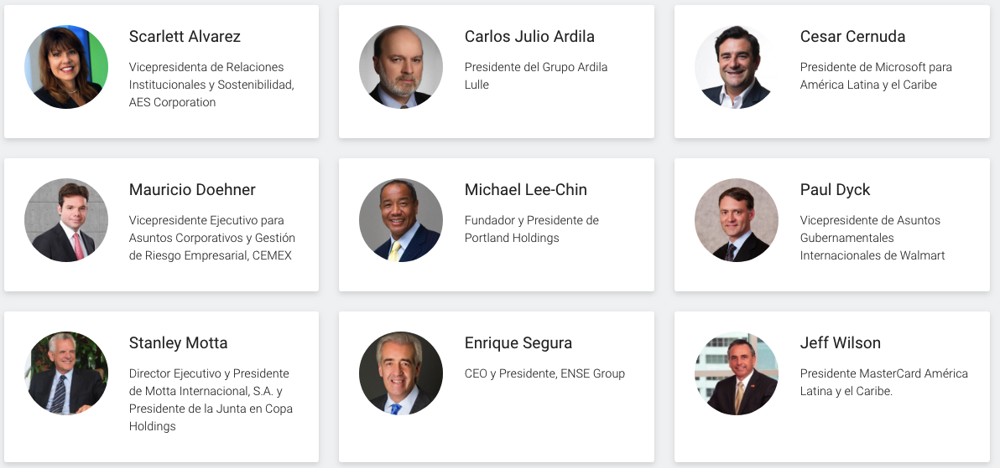 Scarlett Alvarez
Vicepresidenta de Relaciones
Institucionales y Sostenibilidad,
AES Corporation
Carlos Julio Ardila
Presidente del Grupo Ardila
Lulle
Cesar Cernuda
Presidente de Microsoft para
América Latina y el Caribe
Mauricio Doehner
Vicepresidente Ejecutivo para
Asuntos Corporativos y Gestión
de Riesgo Empresarial, CEMEX
Michael Lee-Chin
Fundador y Presidente de
Portland Holdings
Paul Dyck
Vicepresidente de Asuntos
Gubernamentales
Internacionales de Walmart
Stanley Motta
Director Ejecutivo y Presidente
de Motta Internacional, S.A. y
Presidente de la Junta en Copa
Holdings
Enrique Segura
CEO y Presidente, ENSE Group
Jeff Wilson
Presidente MasterCard América
Latina y el Caribe.